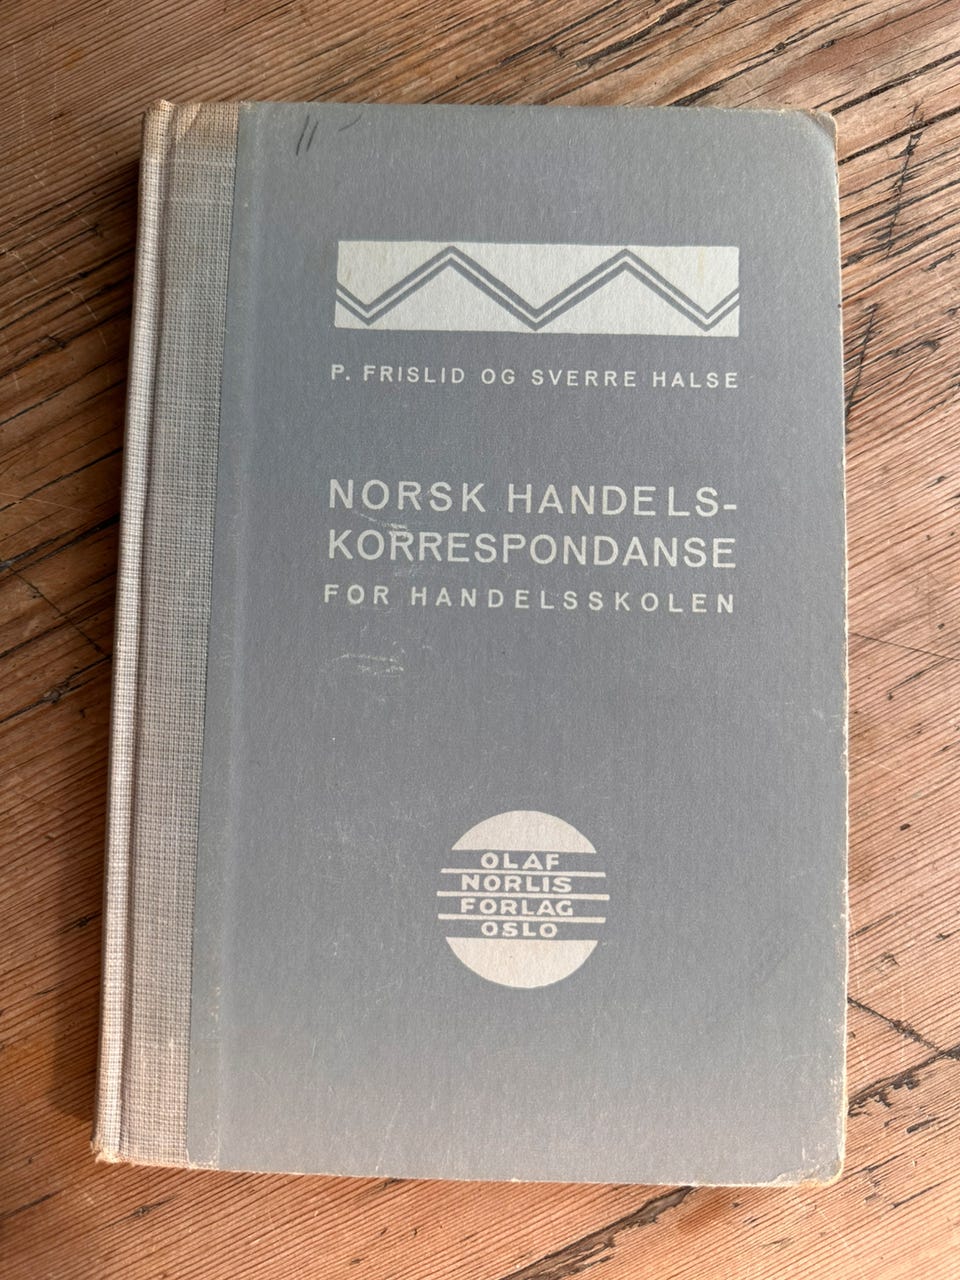 P. FRISLID OG SVERRE HALSE
NORSK HANDELS-
KORRESPONDANSE
FOR HANDELSSKOLEN
OLAF
NORLIS
FORLAG
OSLO